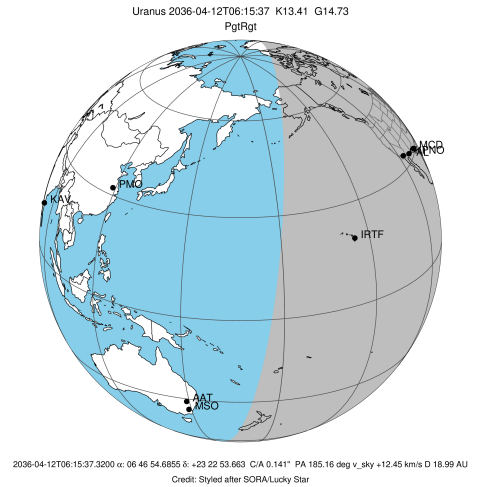 Uranus 2036-04-12T06:15:37 K13.41 G14.73
PgtRgt
MCD
KAV
PMO
IRTF
AAT
MSO
2036-04-12T06:15:37.3200 α: 06 46 54.6855 δ: +23 22 53.663 C/A 0.141" PA 185.16 deg v_sky +12.45 km/s D 18.99 AU
Credit: Styled after SORA/Lucky Star